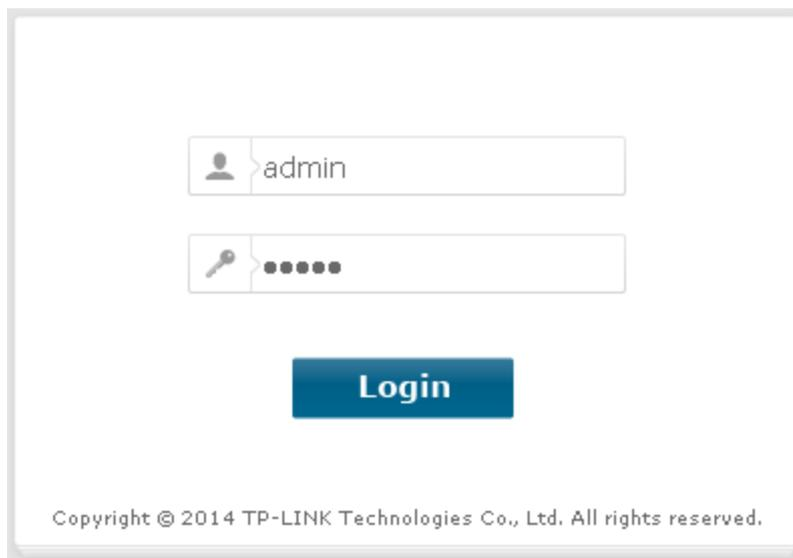 admin
●●●●●
Login
Copyright © 2014 TP-LINK Technologies Co., Ltd. All rights reserved.